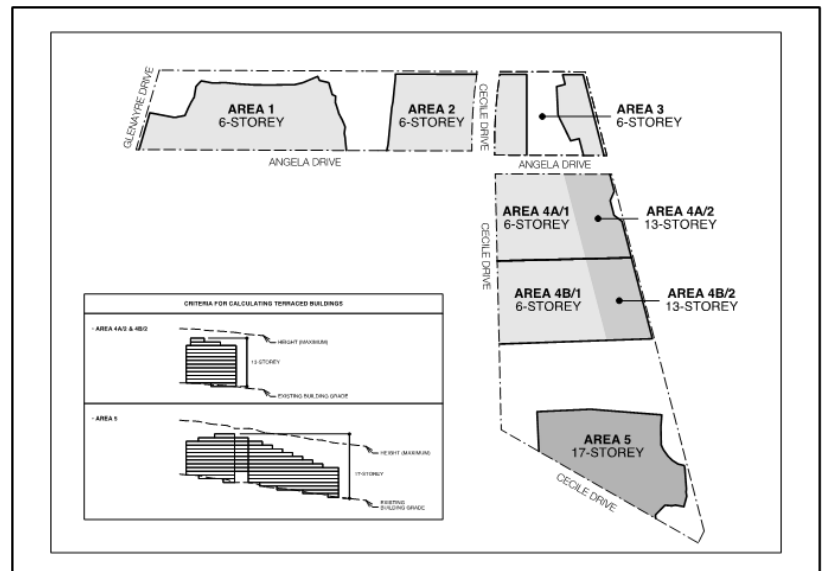 GLENAYRE DRIVE
AREA 1
6-STOREY
AREA 2
6-STOREY
CECILE DRIVE
AREA 3
6-STOREY
ANGELA DRIVE
ANGELA DRIVE
AREA 4A/1
6-STOREY
AREA 4A/2
13-STOREY
CECILE DRIVE
AREA 4B/1
6-STOREY
AREA 4B/2
13-STOREY
AREA 5
17-STOREY
CECILE DRIVE
CRITERIA FOR CALCULATING TERRACED BUILDINGS
- AREA 4A/2 & 4B/2
HEIGHT (MAXIMUM)
13-STOREY
EXISTING BUILDING GRADE
- AREA 5
HEIGHT (MAXIMUM)
17-STOREY
EXISTING
BUILDING GRADE